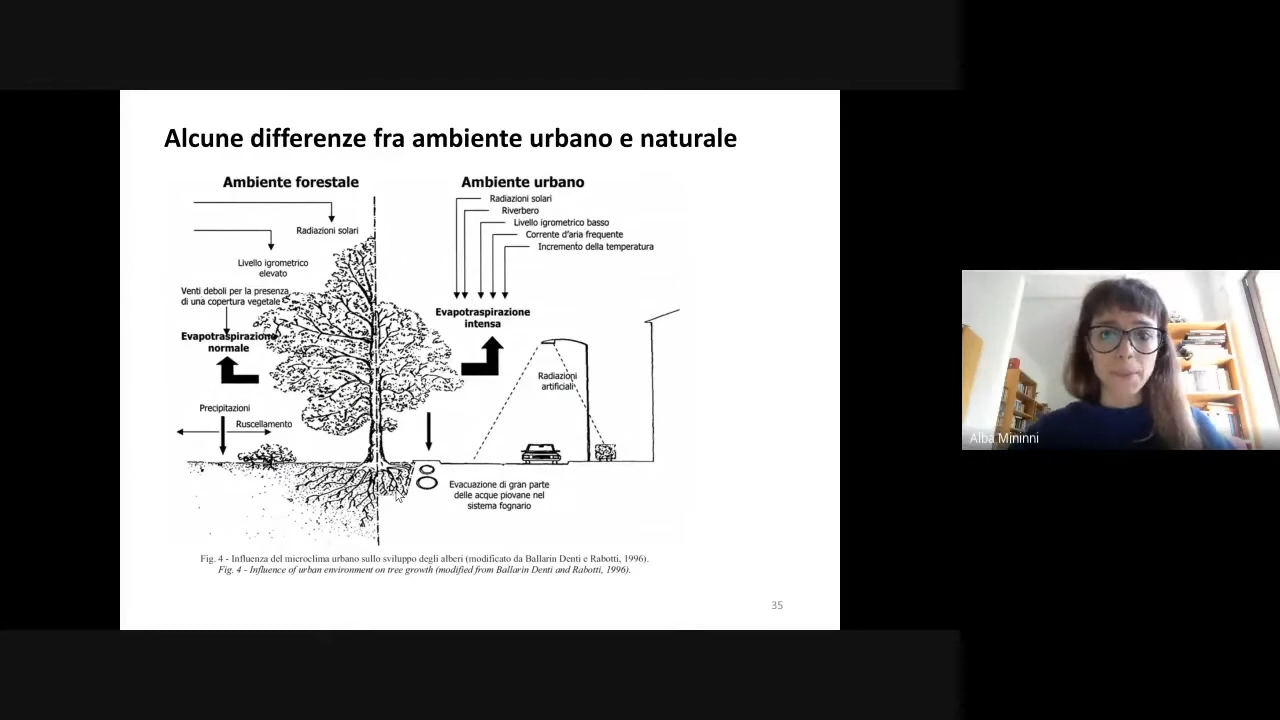 Alcune differenze fra ambiente urbano e naturale
Ambiente forestale
Radiazioni solari
Livello igrometrico
elevato
Venti deboli per la presenza
di una copertura vegetale
Evapotraspirazione
normale
Precipitazioni
Ruscellamento
Ambiente urbano
Radiazioni solari
Riverbero
Livello igrometrico basso
Corrente d'aria frequente
Incremento della temperatura
Evapotraspirazione
intensa
Radiazioni
artificiali
Evacuazione di gran parte
delle acque piovane nel
sistema fognario
Fig. 4 - Influenza del microclima urbano sullo sviluppo degli alberi (modificato da Ballarin Denti e Rabotti, 1996).
Fig. 4 - Influence of urban environment on tree growth (modified from Ballarin Denti and Rabotti, 1996).
35
Alba Mininni